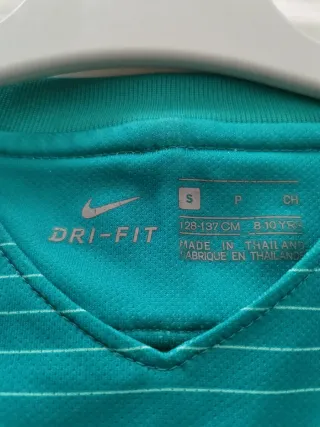 S P CH
128-137 CM 8-10 YRS
DRI-FIT
MADE IN THAILAND
FABRIQUE EN THAILANDE